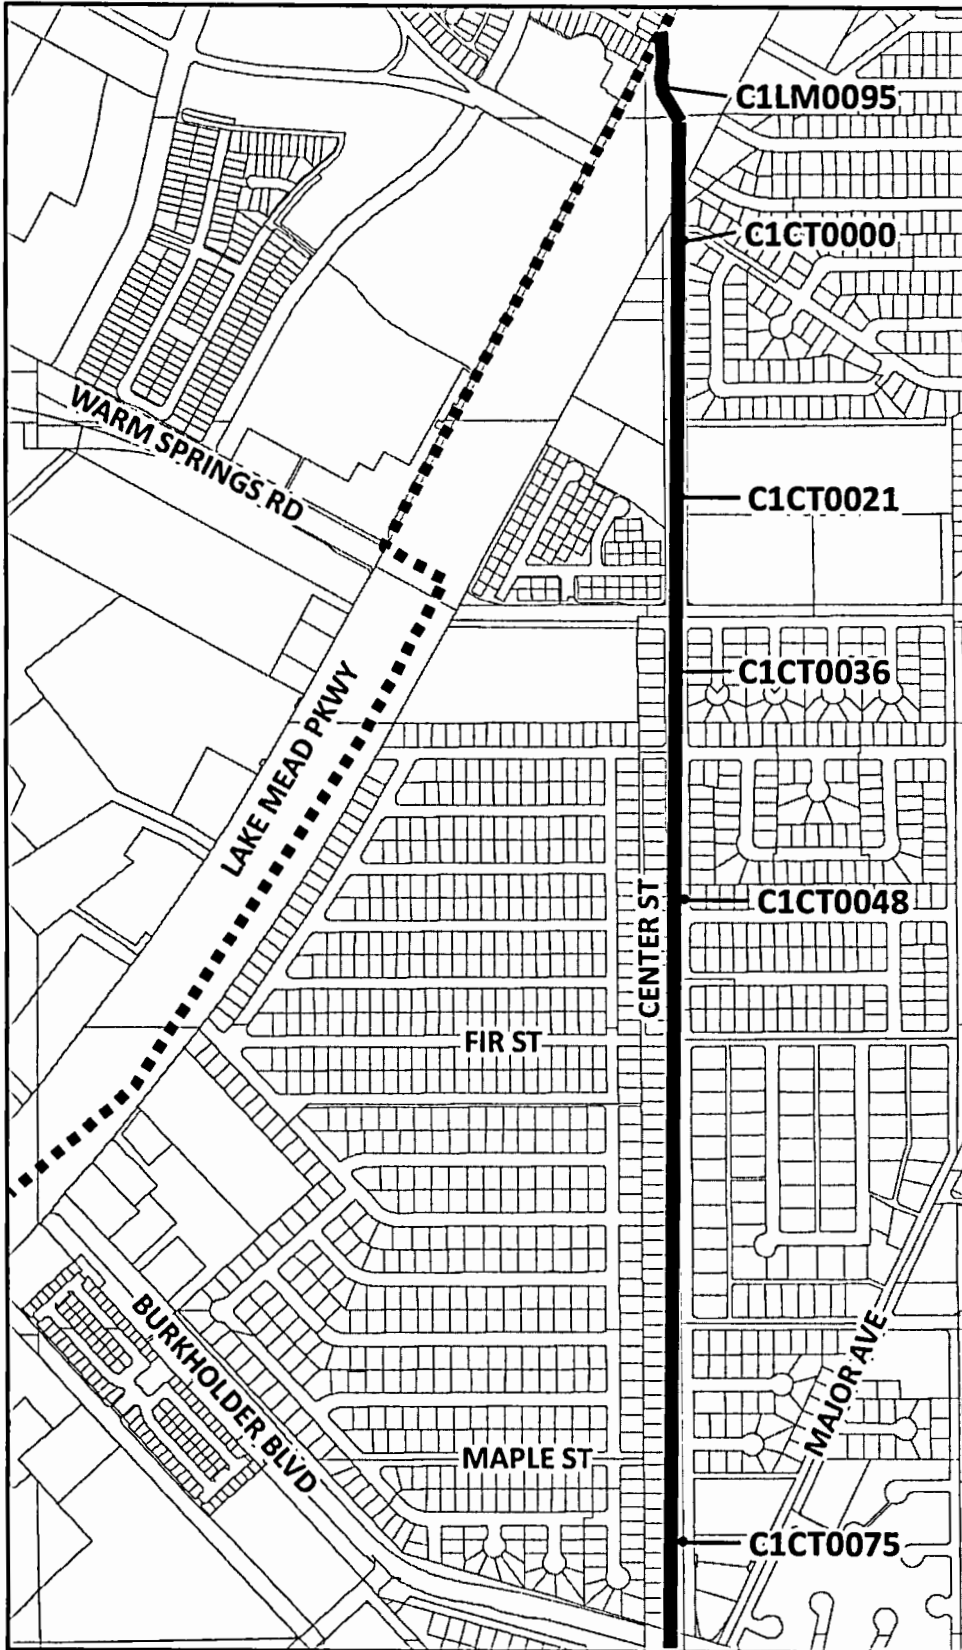 C1LM0095
C1CT0000
WARM SPRINGS RD
C1CT0021
C1CT0036
LAKE MEAD PKWY
C1CT0048
CENTER ST
FIR ST
BURKHOLDER BLVD
MAJOR AVE
MAPLE ST
C1CT0075